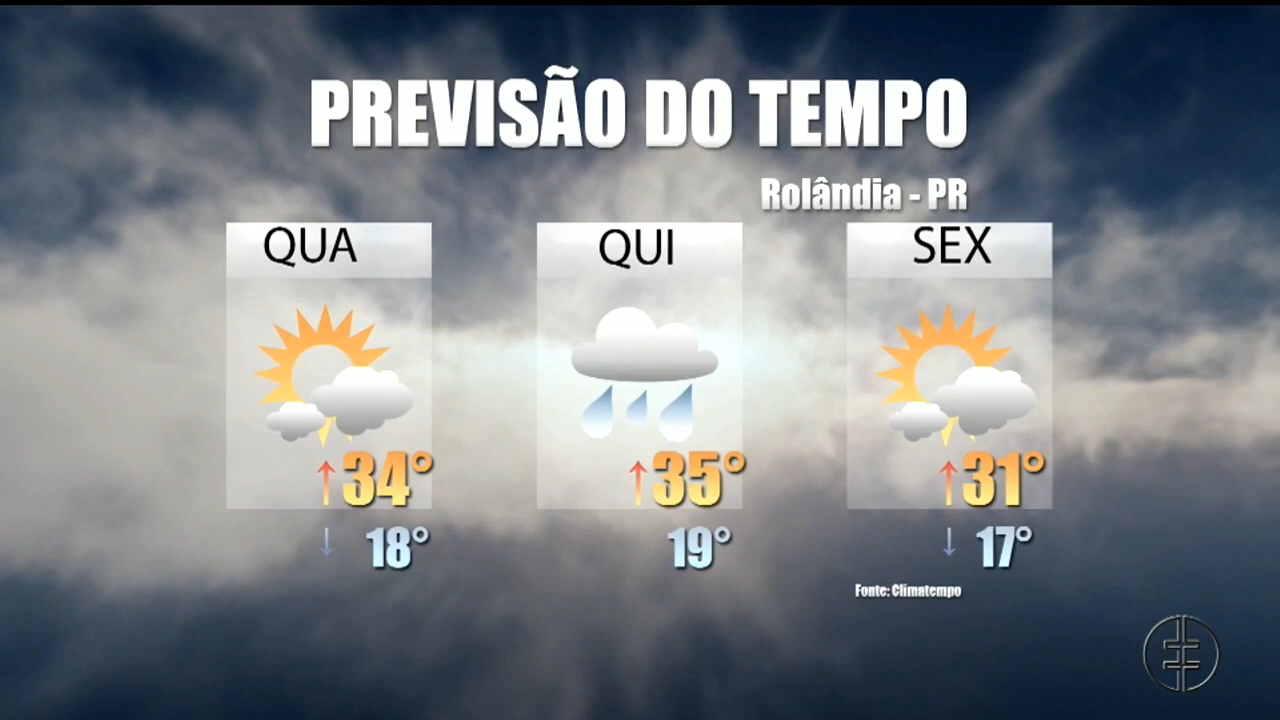 PREVISÃO DO TEMPO
Rolândia - PR
QUA
34°
18°
QUI
35°
19°
SEX
31°
17°
Fonte: Climatempo